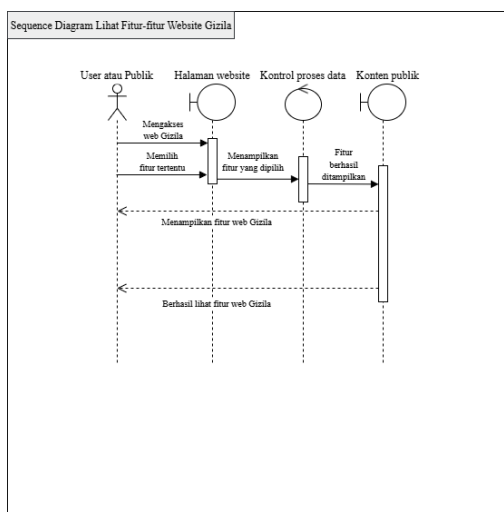 Sequence Diagram Lihat Fitur-fitur Website Gizila
User atau Publik
Halaman website
Kontrol proses data
Konten publik
Mengakses
web Gizila
Memilih
fitur tertentu
Menampilkan
fitur yang dipilih
Fitur
berhasil
ditampilkan
Menampilkan fitur web Gizila
Berhasil lihat fitur web Gizila